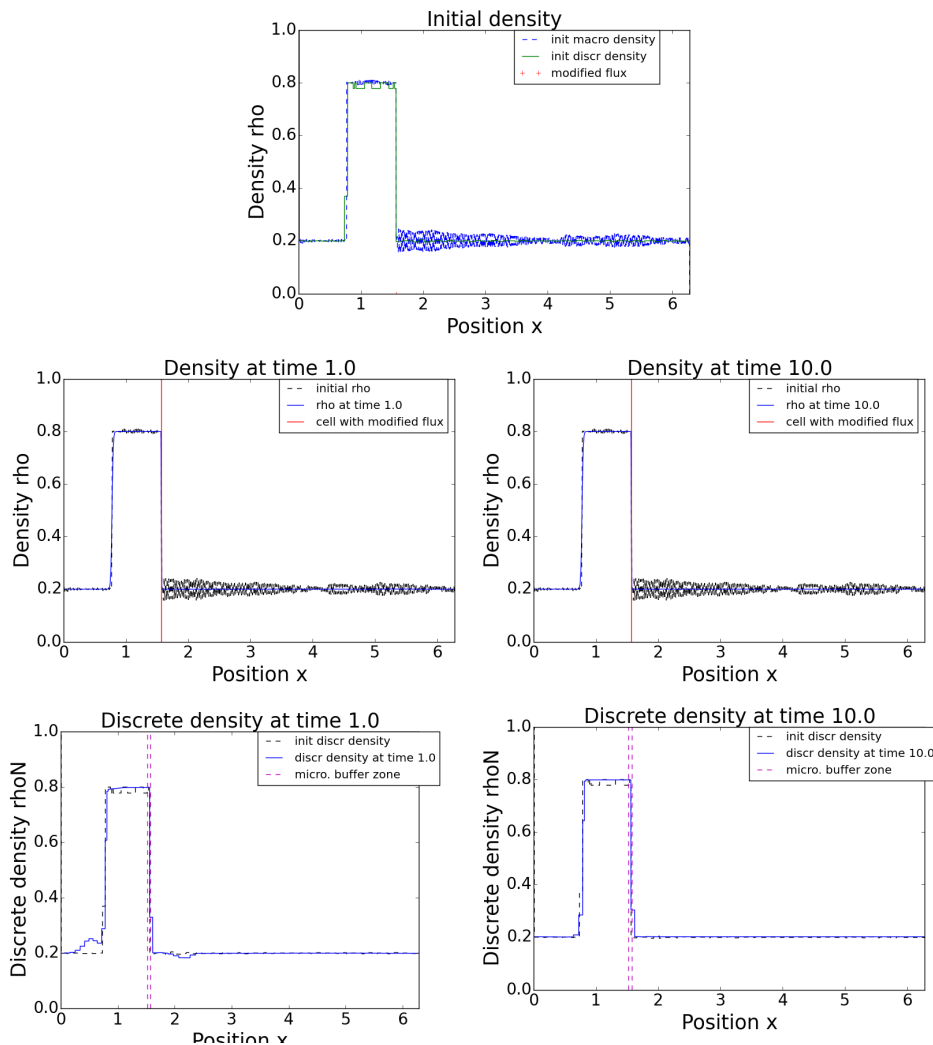 Initial density
1.0
0.8
0.6
0.4
0.2
0.0
Density rho
init macro density
init discr density
modified flux
0 1 2 3 4 5 6
Position x
Density at time 1.0
1.0
0.8
0.6
0.4
0.2
0.0
Density rho
initial rho
rho at time 1.0
cell with modified flux
0 1 2 3 4 5 6
Position x
Density at time 10.0
1.0
0.8
0.6
0.4
0.2
0.0
Density rho
initial rho
rho at time 10.0
cell with modified flux
0 1 2 3 4 5 6
Position x
Discrete density at time 1.0
1.0
0.8
0.6
0.4
0.2
0.0
Discrete density rhoN
init discr density
discr density at time 1.0
micro. buffer zone
0 1 2 3 4 5 6
Position x
Discrete density at time 10.0
1.0
0.8
0.6
0.4
0.2
0.0
Discrete density rhoN
init discr density
discr density at time 10.0
micro. buffer zone
0 1 2 3 4 5 6
Position x